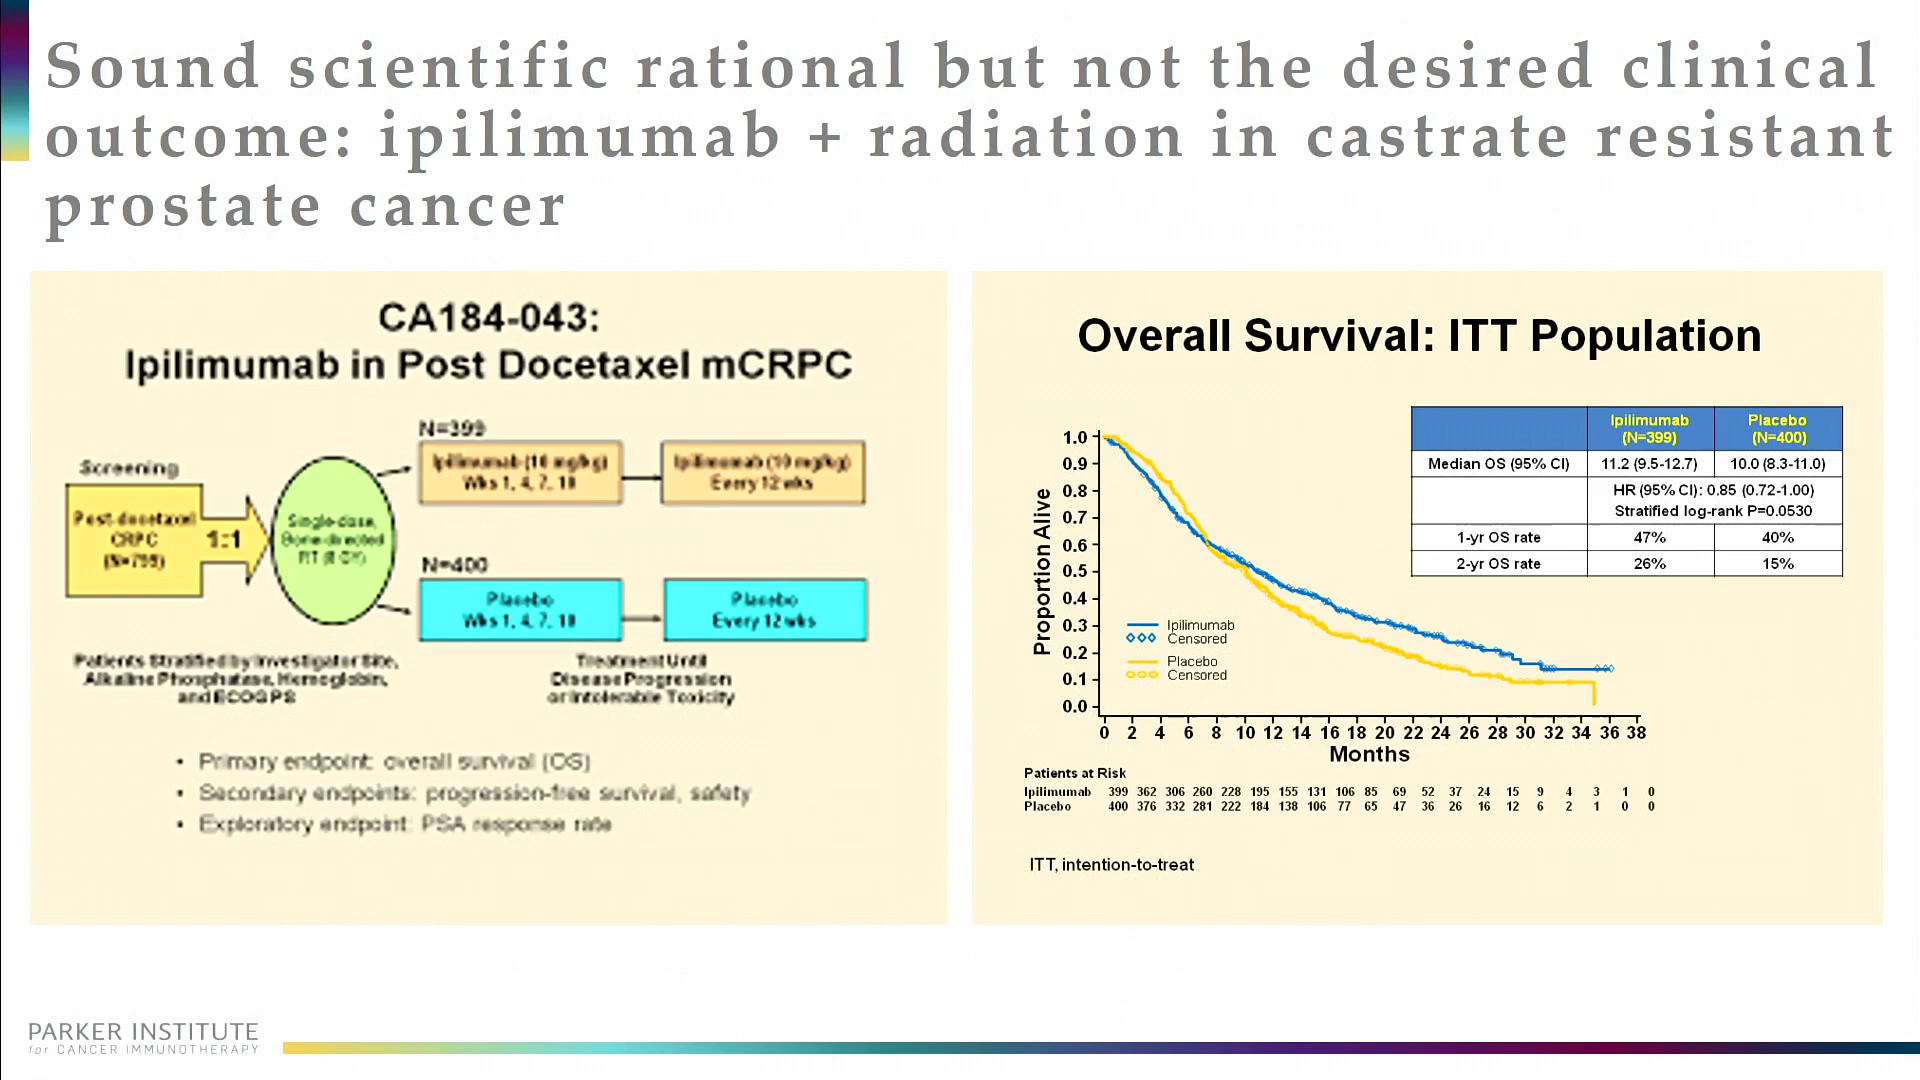 Sound scientific rational but not the desired clinical
outcome: ipilimumab + radiation in castrate resistant
prostate cancer
CA184-043:
Ipilimumab in Post Docetaxel mCRPC
Screening
Post-docetaxel
CRPC
(N=799)
1:1
Single-dose,
Bone-directed
RT (8 GY)
N=399
Ipilimumab (10 mg/kg)
Wks 1, 4, 7, 10
Ipilimumab (10 mg/kg)
Every 12 wks
N=400
Placebo
Wks 1, 4, 7, 10
Placebo
Every 12 wks
Patients Stratified by Investigator Site,
Alkaline Phosphatase, Hemoglobin,
and ECOG PS
Treatment Until
Disease Progression
or Intolerable Toxicity
• Primary endpoint: overall survival (OS)
• Secondary endpoints: progression-free survival, safety
• Exploratory endpoint: PSA response rate
Overall Survival: ITT Population
Ipilimumab (N=399) Placebo (N=400)
Median OS (95% CI) 11.2 (9.5-12.7) 10.0 (8.3-11.0)
HR (95% CI): 0.85 (0.72-1.00)
Stratified log-rank P=0.0530
1-yr OS rate 47% 40%
2-yr OS rate 26% 15%
Proportion Alive
1.0
0.9
0.8
0.7
0.6
0.5
0.4
0.3
0.2
0.1
0.0
Ipilimumab
Censored
Placebo
Censored
0 2 4 6 8 10 12 14 16 18 20 22 24 26 28 30 32 34 36 38
Months
Patients at Risk
Ipilimumab 399 362 306 260 228 195 155 131 106 85 69 52 37 24 15 9 4 3 1 0
Placebo 400 376 332 281 222 184 138 106 77 65 47 36 26 16 12 6 2 1 0 0
ITT, intention-to-treat
PARKER INSTITUTE
for CANCER IMMUNOTHERAPY